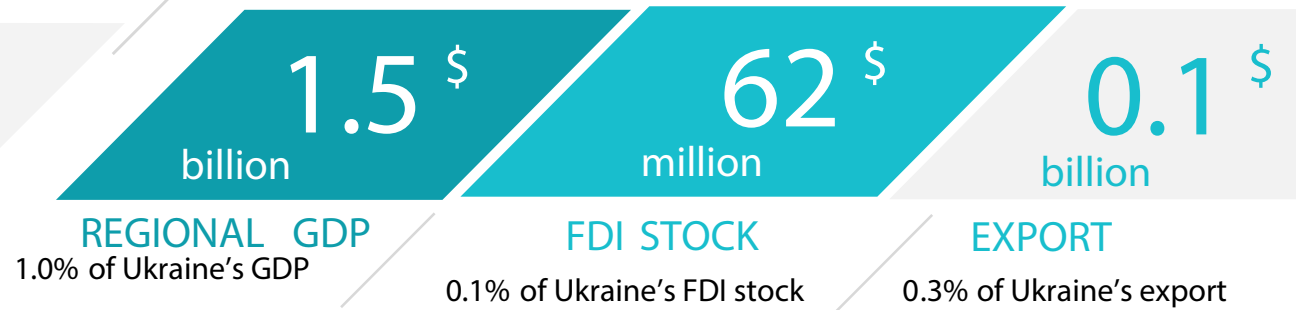 1.5 $
billion
REGIONAL GDP
1.0% of Ukraine’s GDP
62 $
million
FDI STOCK
0.1% of Ukraine’s FDI stock
0.1 $
billion
EXPORT
0.3% of Ukraine’s export